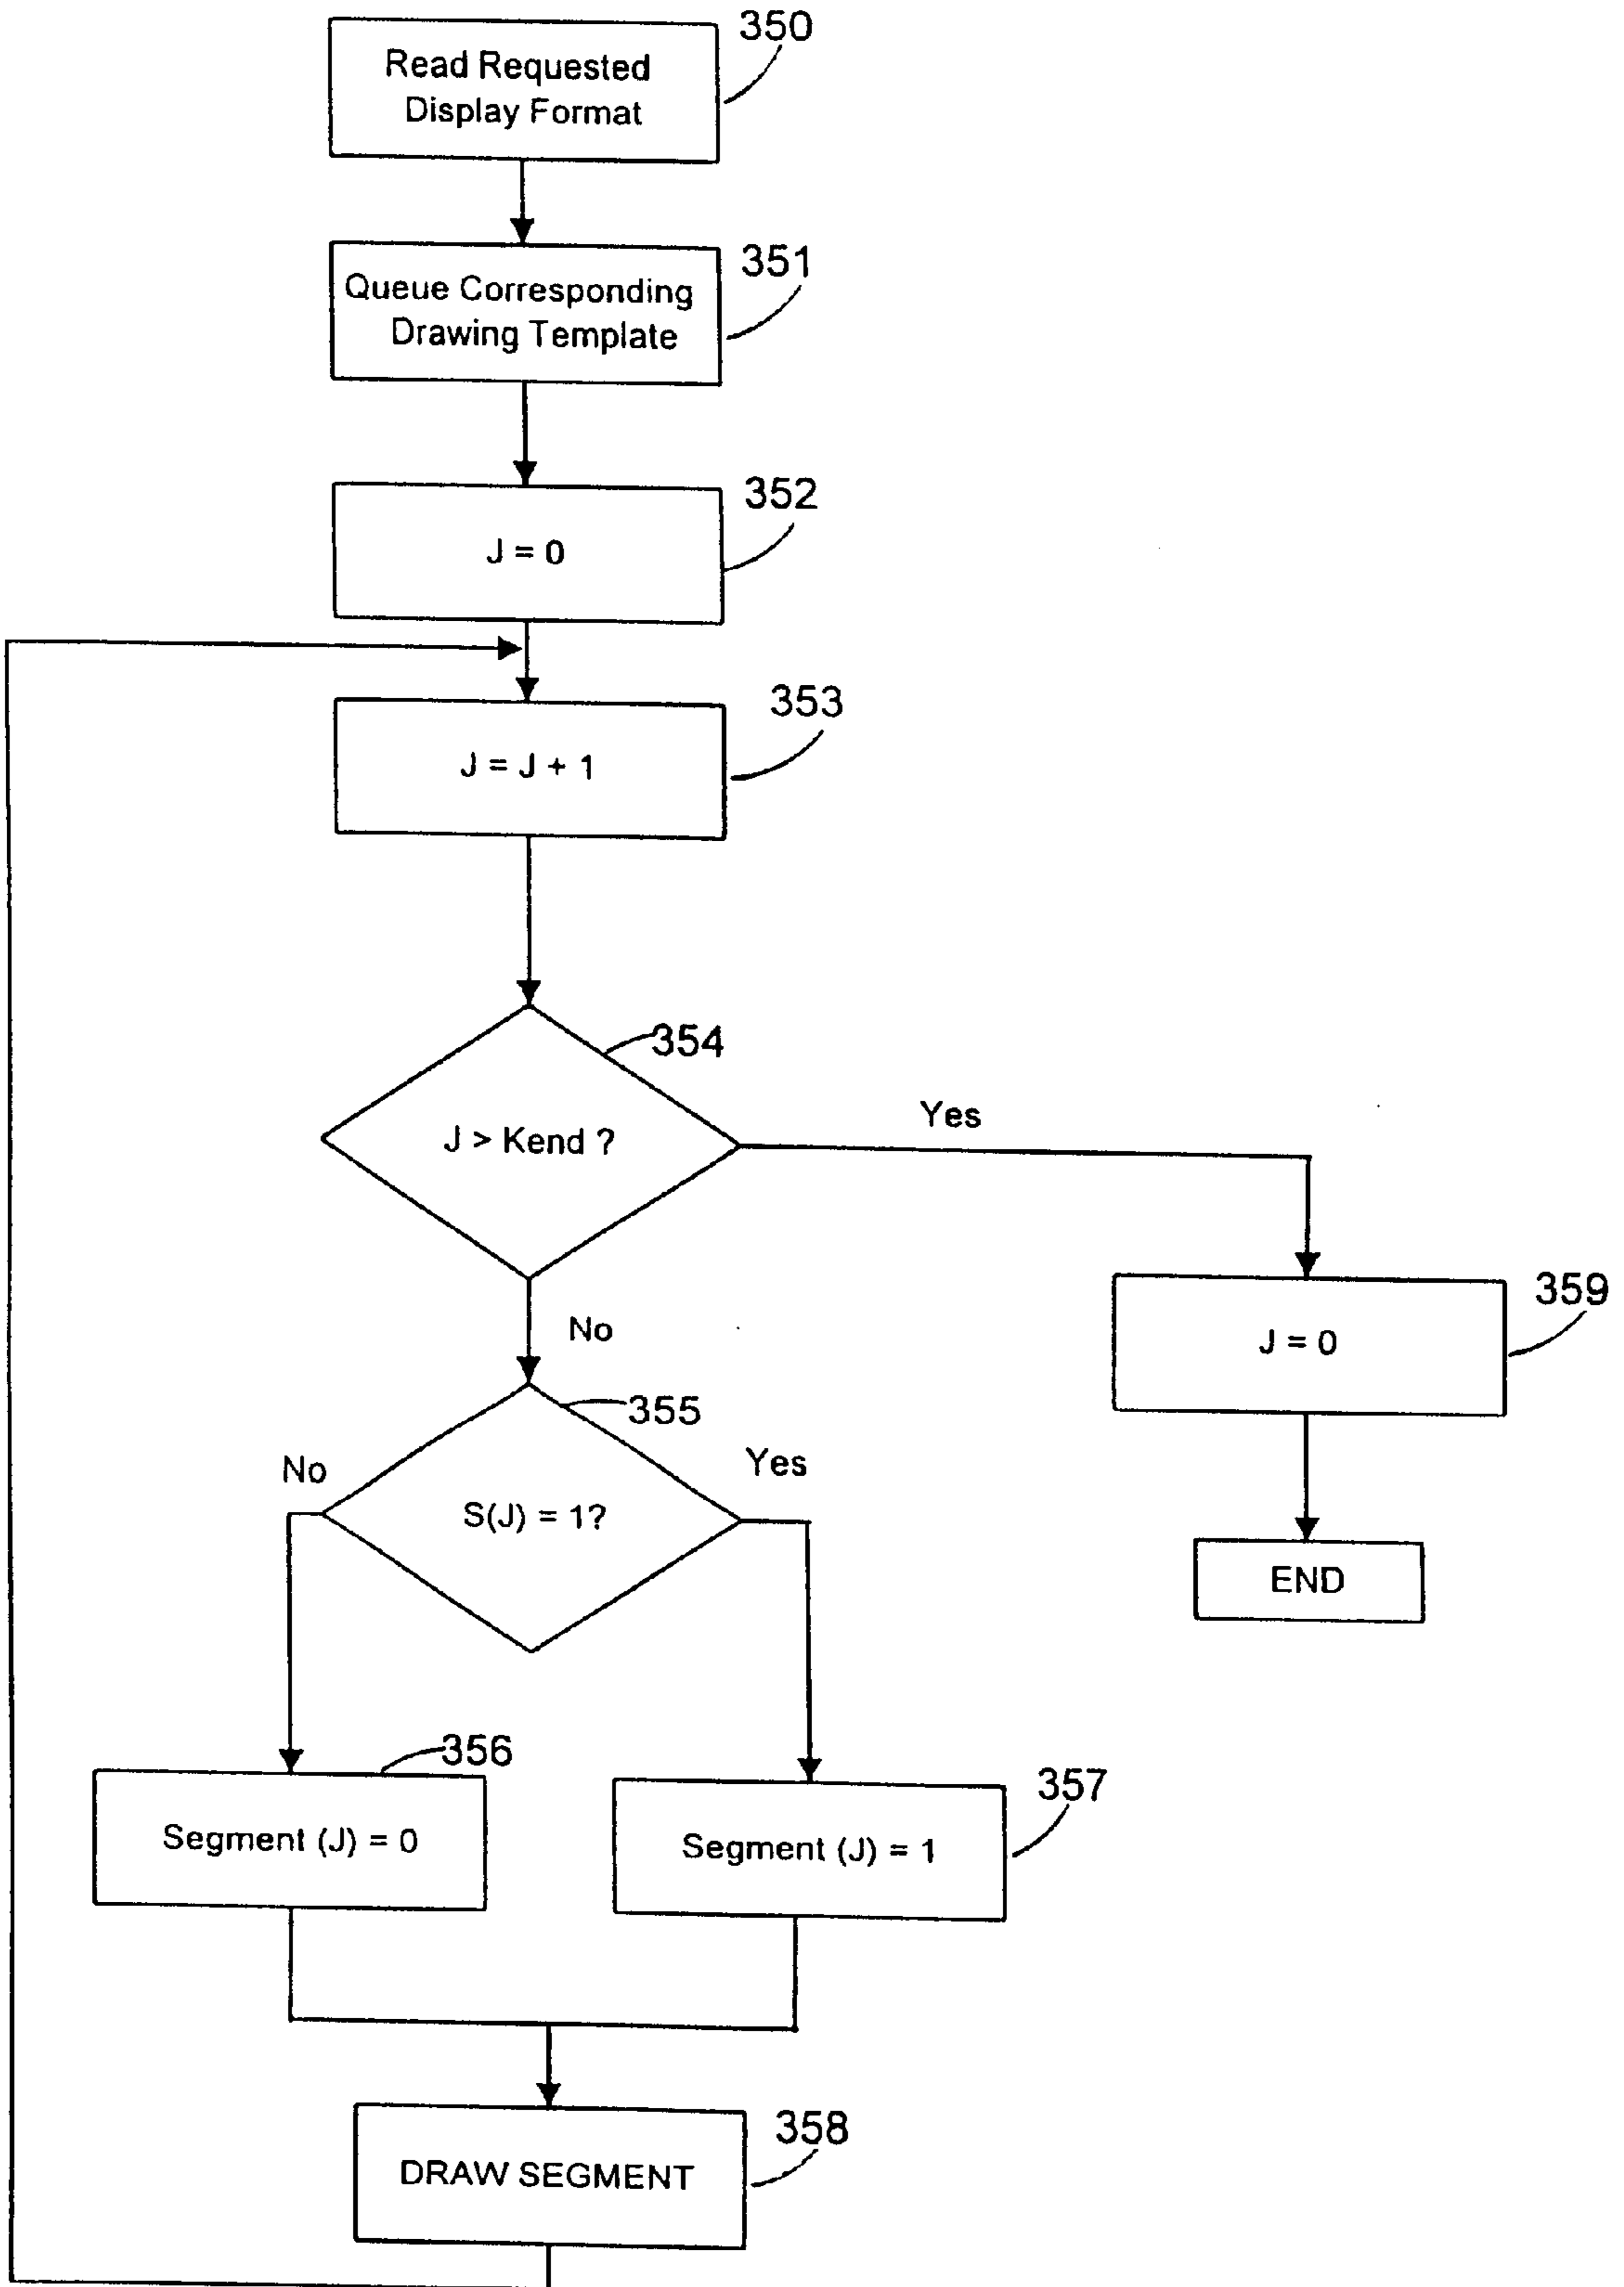 350
Read Requested
Display Format
351
Queue Corresponding
Drawing Template
352
J = 0
353
J = J + 1
354
J > Kend ?
Yes
No
359
J = 0
355
No
Yes
S(J) = 1?
END
356
357
Segment (J) = 0
Segment (J) = 1
358
DRAW SEGMENT